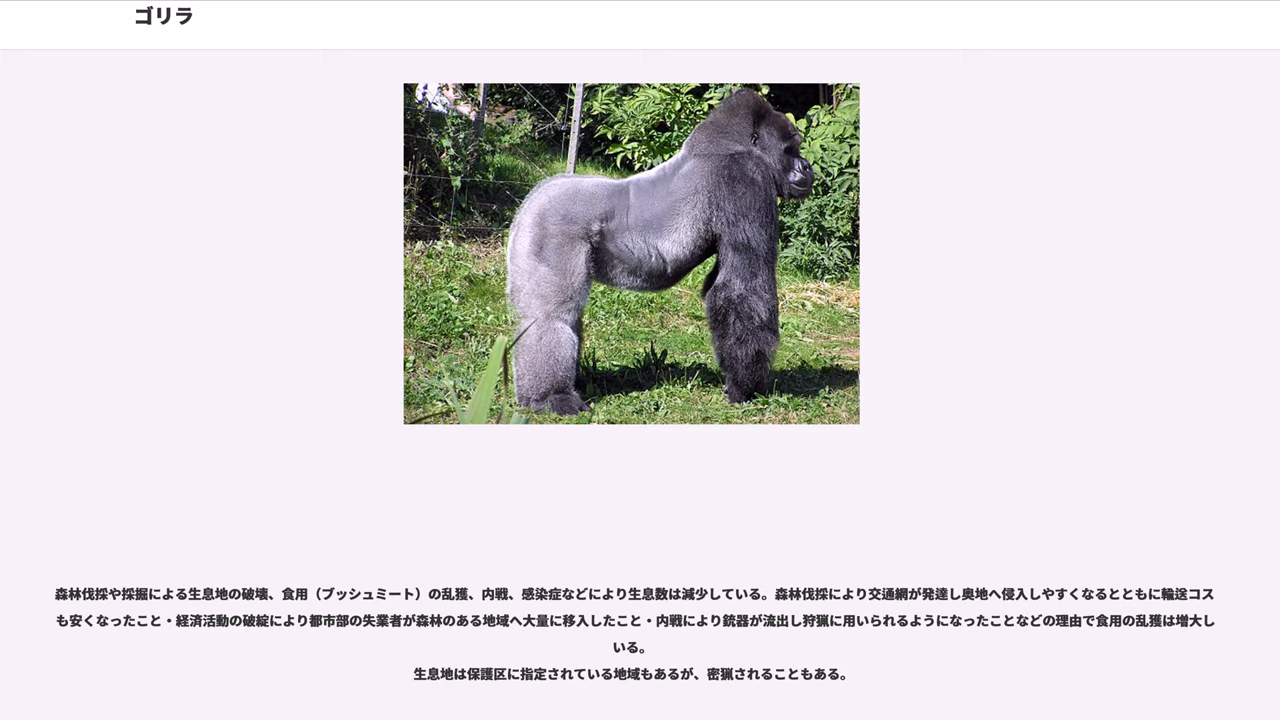 ゴリラ
森林伐採や採掘による生息地の破壊、食用（ブッシュミート）の乱獲、内戦、感染症などにより生息数は減少している。森林伐採により交通網が発達し奥地へ侵入しやすくなるとともに輸送コス
も安くなったこと・経済活動の破綻により都市部の失業者が森林のある地域へ大量に移入したこと・内戦により銃器が流出し狩猟に用いられるようになったことなどの理由で食用の乱獲は増大し
いる。
生息地は保護区に指定されている地域もあるが、密猟されることもある。